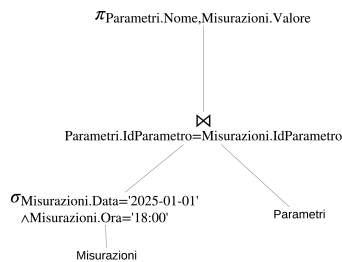 πParametri.Nome,Misurazioni.Valore
⋈
Parametri.IdParametro=Misurazioni.IdParametro
σMisurazioni.Data='2025-01-01'
∧Misurazioni.Ora='18:00'
Parametri
Misurazioni